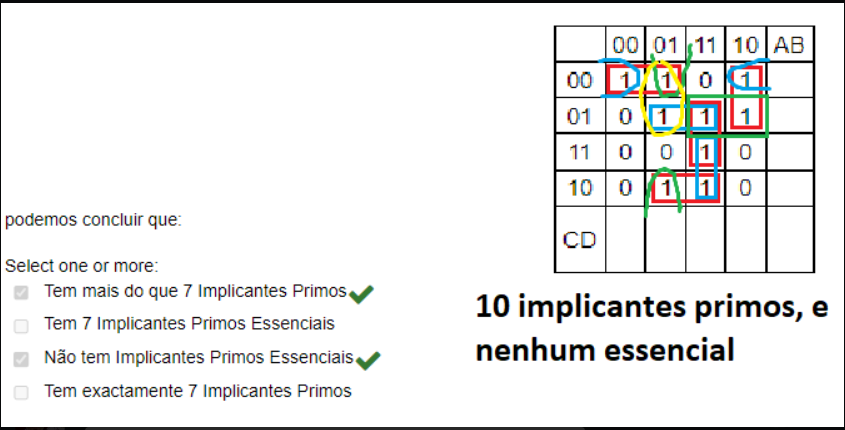 00 01 11 10 AB
00 1 1 0 1
01 0 1 1 1
11 0 0 1 0
10 0 1 1 0
CD
podemos concluir que:
Select one or more:
Tem mais do que 7 Implicantes Primos
Tem 7 Implicantes Primos Essenciais
Não tem Implicantes Primos Essenciais
Tem exactamente 7 Implicantes Primos
10 implicantes primos, e
nenhum essencial